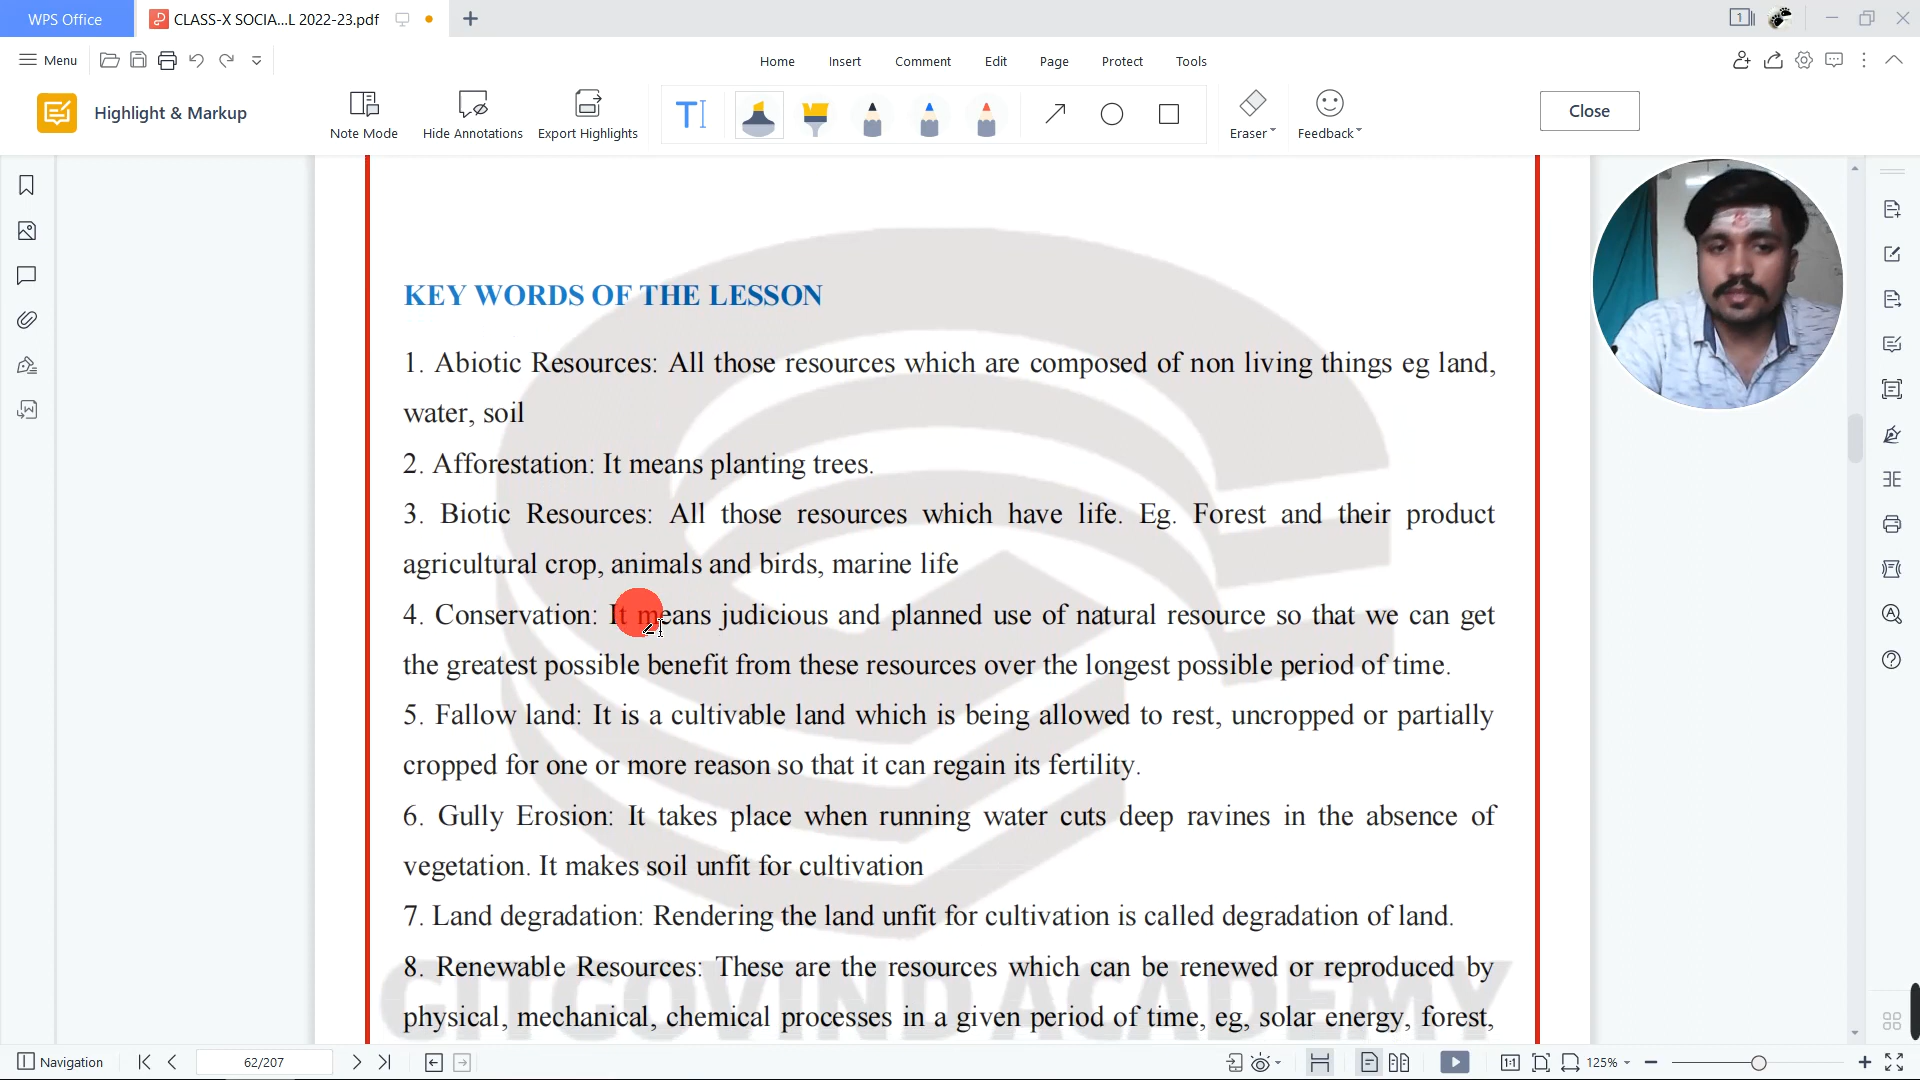 WPS Office
CLASS-X SOCIA...L 2022-23.pdf
1
Menu
Home Insert Comment Edit Page Protect Tools
Highlight & Markup
Note Mode Hide Annotations Export Highlights
T
Eraser Feedback
Close
KEY WORDS OF THE LESSON
1. Abiotic Resources: All those resources which are composed of non living things eg land,
water, soil
2. Afforestation: It means planting trees.
3. Biotic Resources: All those resources which have life. Eg. Forest and their product
agricultural crop, animals and birds, marine life
4. Conservation: It means judicious and planned use of natural resource so that we can get
the greatest possible benefit from these resources over the longest possible period of time.
5. Fallow land: It is a cultivable land which is being allowed to rest, uncropped or partially
cropped for one or more reason so that it can regain its fertility.
6. Gully Erosion: It takes place when running water cuts deep ravines in the absence of
vegetation. It makes soil unfit for cultivation
7. Land degradation: Rendering the land unfit for cultivation is called degradation of land.
8. Renewable Resources: These are the resources which can be renewed or reproduced by
physical, mechanical, chemical processes in a given period of time, eg, solar energy, forest,
GITGOVIND ACADEMY
Navigation 62/207 1:1 125%